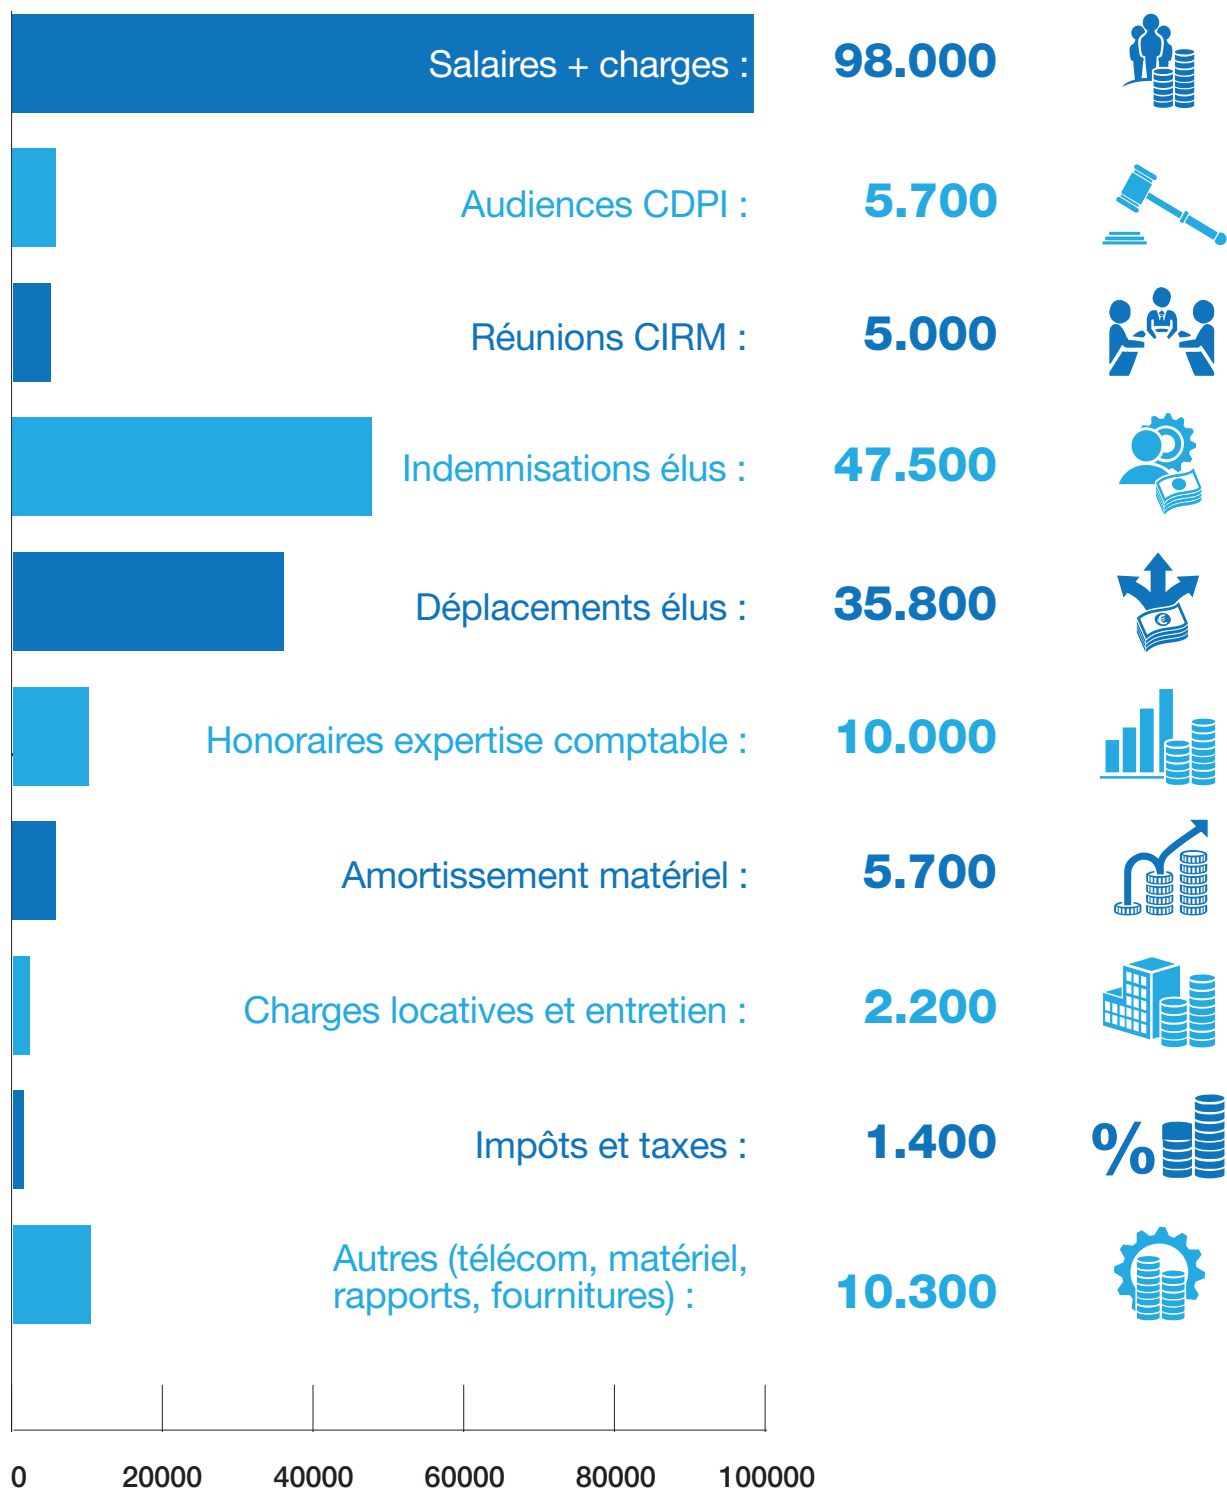 Salaires + charges : 98.000
Audiences CDPI : 5.700
Réunions CIRM : 5.000
Indemnisations élus : 47.500
Déplacements élus : 35.800
€
Honoraires expertise comptable : 10.000
Amortissement matériel : 5.700
Charges locatives et entretien : 2.200
Impôts et taxes : 1.400
%
Autres (télécom, matériel,
rapports, fournitures) : 10.300
0 20000 40000 60000 80000 100000